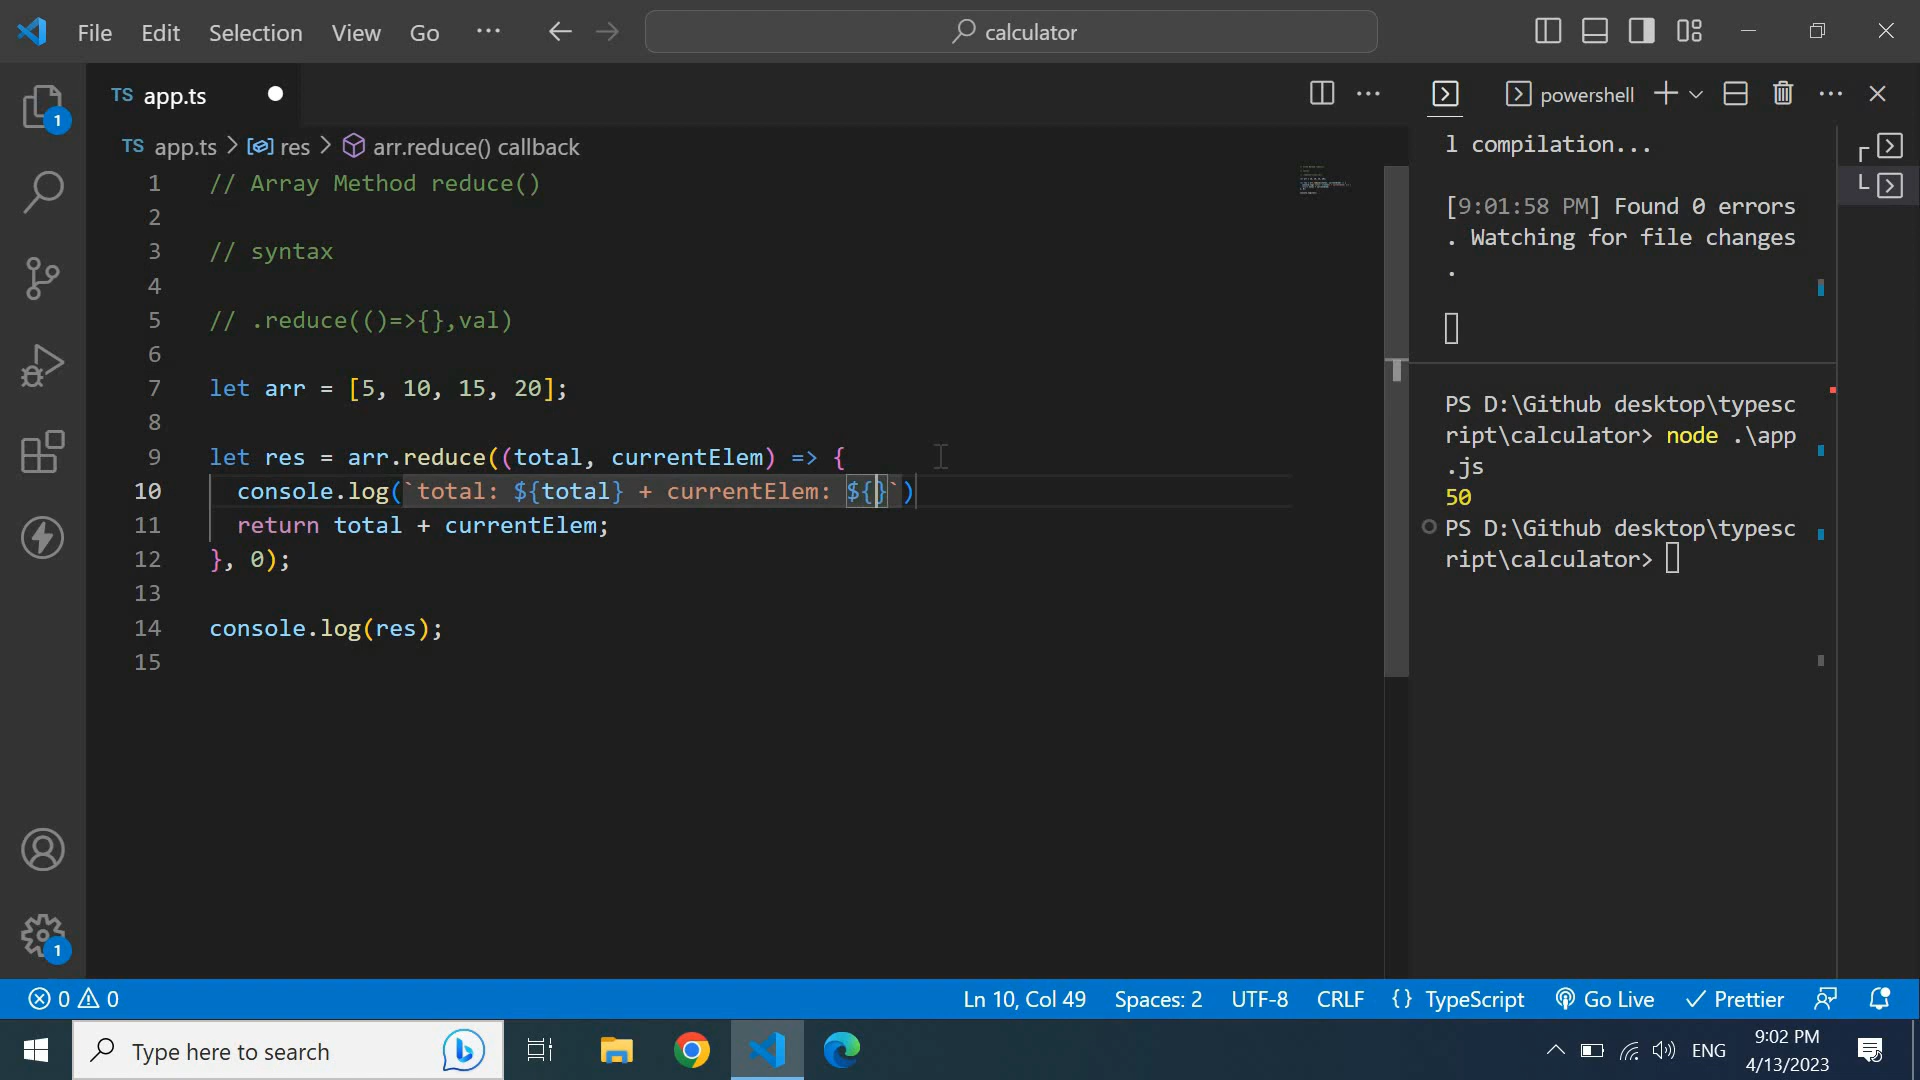 File Edit Selection View Go ··· calculator
TS app.ts
powershell
TS app.ts > res > arr.reduce() callback
1 // Array Method reduce()
2
3 // syntax
4
5 // .reduce(()=>{},val)
6
7 let arr = [5, 10, 15, 20];
8
9 let res = arr.reduce((total, currentElem) => {
10 console.log(`total: ${total} + currentElem: ${}`)
11 return total + currentElem;
12 }, 0);
13
14 console.log(res);
15
l compilation...
[9:01:58 PM] Found 0 errors
. Watching for file changes
.
PS D:\Github desktop\typesc
ript\calculator> node .\app
.js
50
PS D:\Github desktop\typesc
ript\calculator>
1
1
0 0 Ln 10, Col 49 Spaces: 2 UTF-8 CRLF {} TypeScript Go Live Prettier
Type here to search
ENG
9:02 PM
4/13/2023